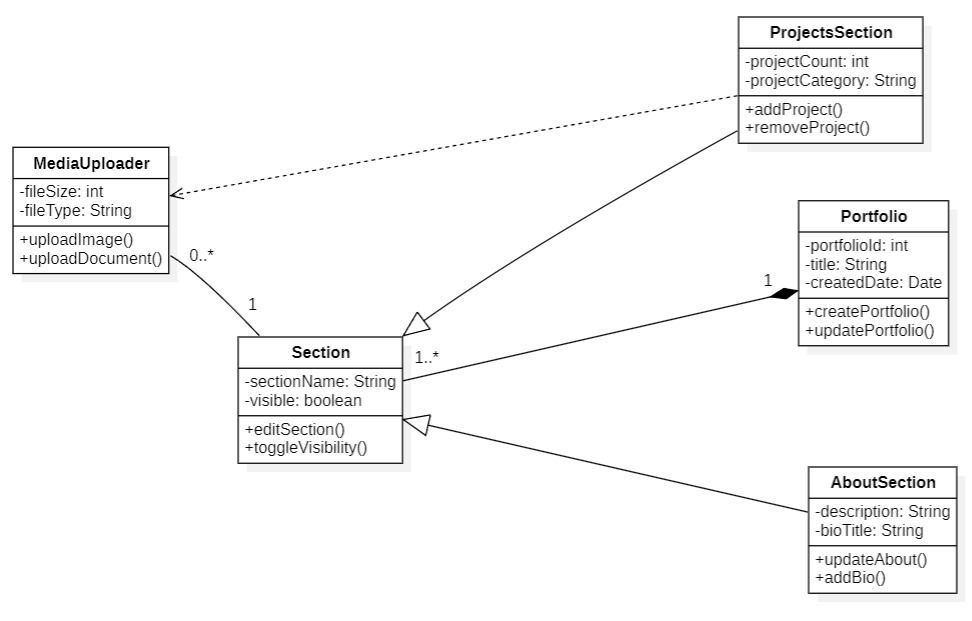 ProjectsSection
-projectCount: int
-projectCategory: String
+addProject()
+removeProject()
MediaUploader
-fileSize: int
-fileType: String
+uploadImage()
+uploadDocument()
0..*
1
Portfolio
-portfolioId: int
-title: String
-createdDate: Date
+createPortfolio()
+updatePortfolio()
1
1..*
Section
-sectionName: String
-visible: boolean
+editSection()
+toggleVisibility()
AboutSection
-description: String
-bioTitle: String
+updateAbout()
+addBio()